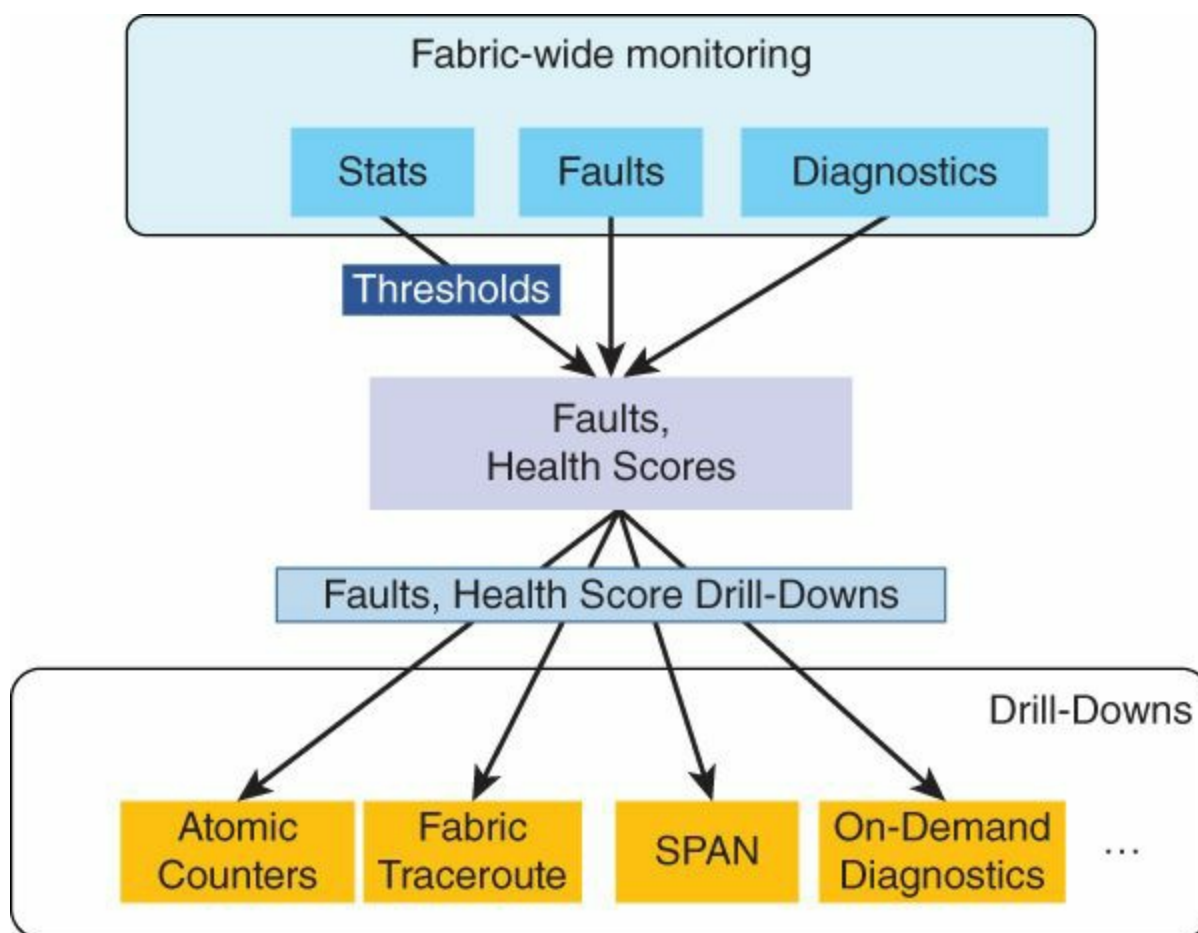 Fabric-wide monitoring
Stats
Faults
Diagnostics
Thresholds
Faults,
Health Scores
Faults, Health Score Drill-Downs
Drill-Downs
Atomic
Counters
Fabric
Traceroute
SPAN
On-Demand
Diagnostics
...